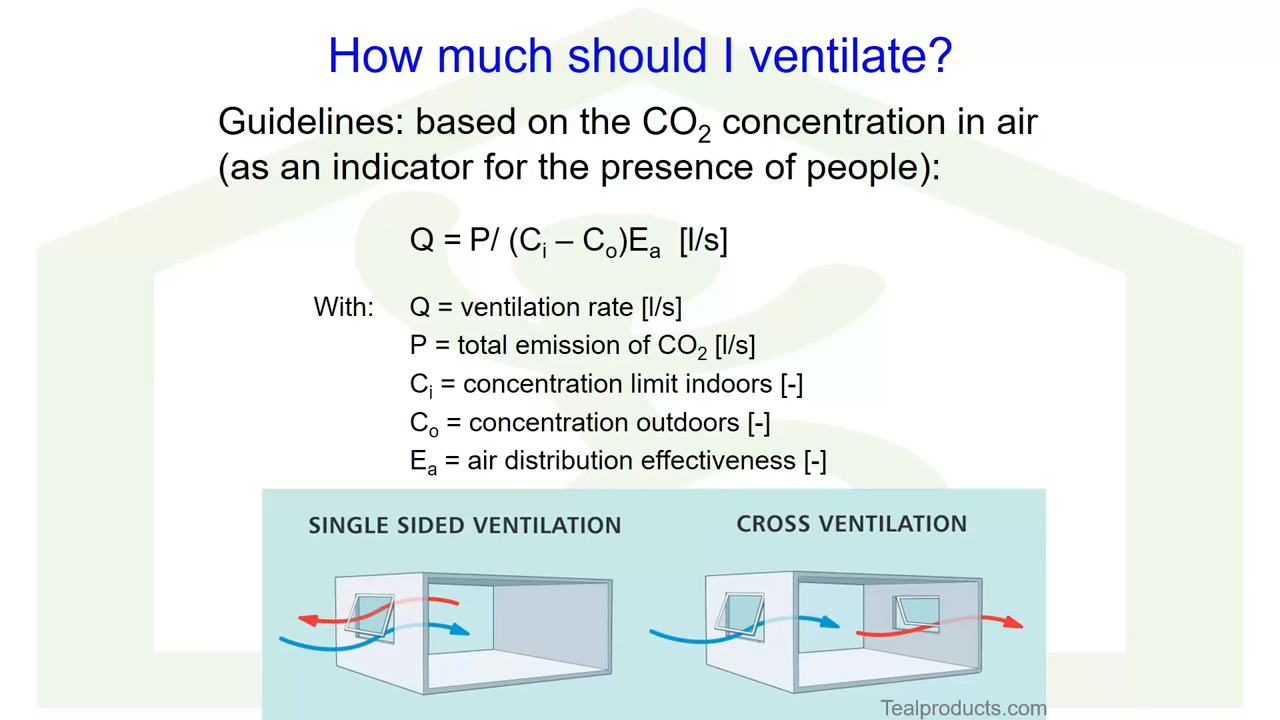 How much should I ventilate?
Guidelines: based on the CO₂ concentration in air
(as an indicator for the presence of people):
Q = P/ (Cᵢ – Cₒ)Eₐ [l/s]
With: Q = ventilation rate [l/s]
P = total emission of CO₂ [l/s]
Cᵢ = concentration limit indoors [-]
Cₒ = concentration outdoors [-]
Eₐ = air distribution effectiveness [-]
SINGLE SIDED VENTILATION
CROSS VENTILATION
Tealproducts.com